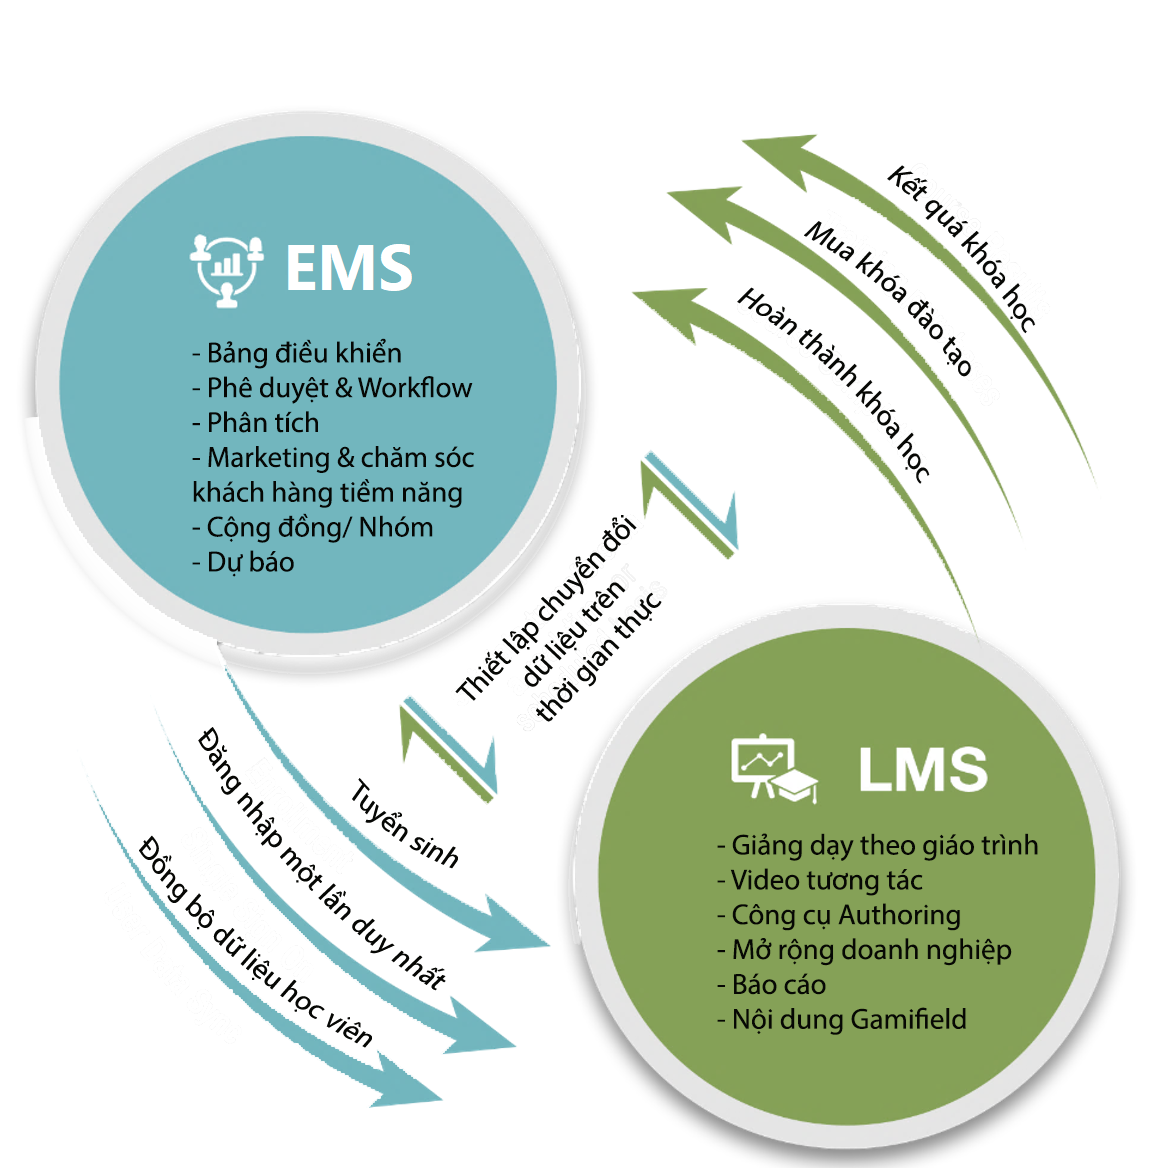 EMS
- Bảng điều khiển
- Phê duyệt & Workflow
- Phân tích
- Marketing & chăm sóc
khách hàng tiềm năng
- Cộng đồng/ Nhóm
- Dự báo
Kết quá khóa học
Mua khóa đào tạo
Hoàn thành khóa học
Thiết lập chuyển đổi
dữ liệu trên
thời gian thực
Tuyển sinh
Đăng nhập một lần duy nhất
Đồng bộ dữ liệu học viên
LMS
- Giảng dạy theo giáo trình
- Video tương tác
- Công cụ Authoring
- Mở rộng doanh nghiệp
- Báo cáo
- Nội dung Gamifield